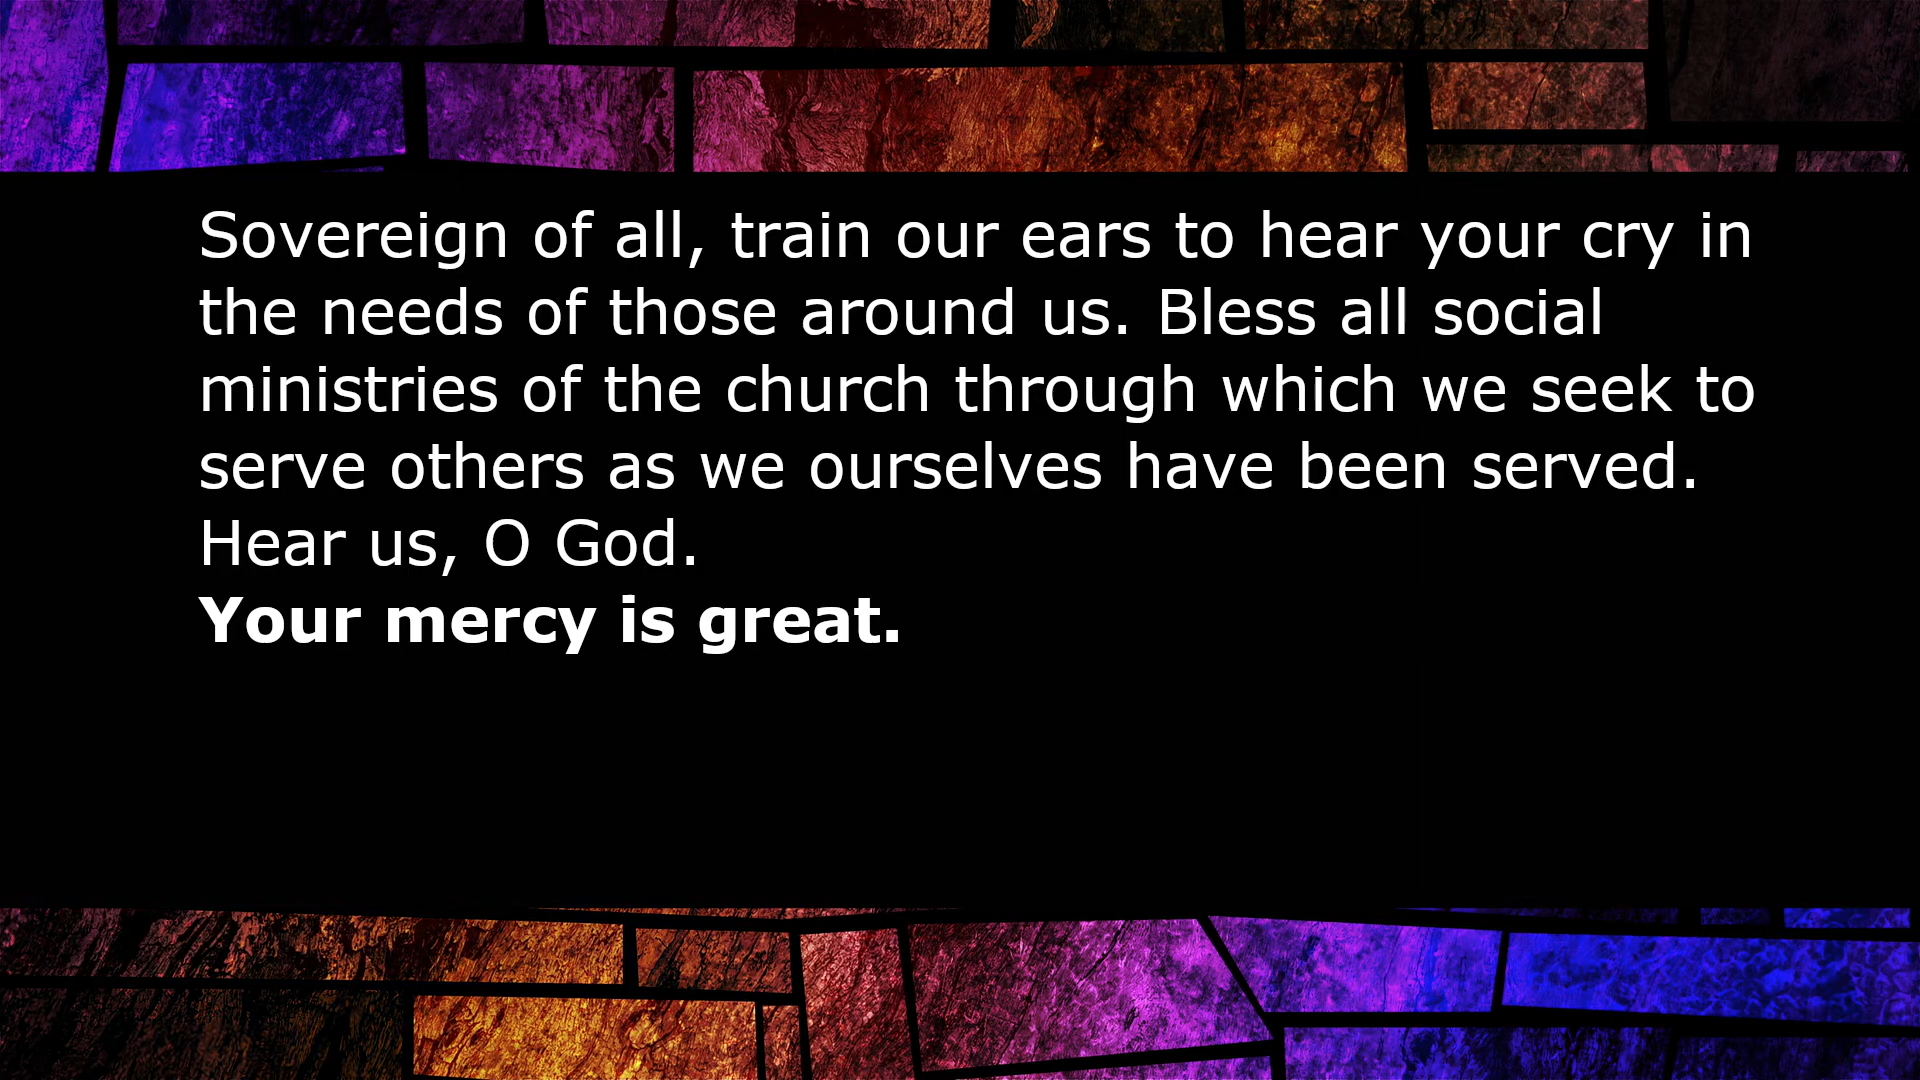 Sovereign of all, train our ears to hear your cry in
the needs of those around us. Bless all social
ministries of the church through which we seek to
serve others as we ourselves have been served.
Hear us, O God.
Your mercy is great.